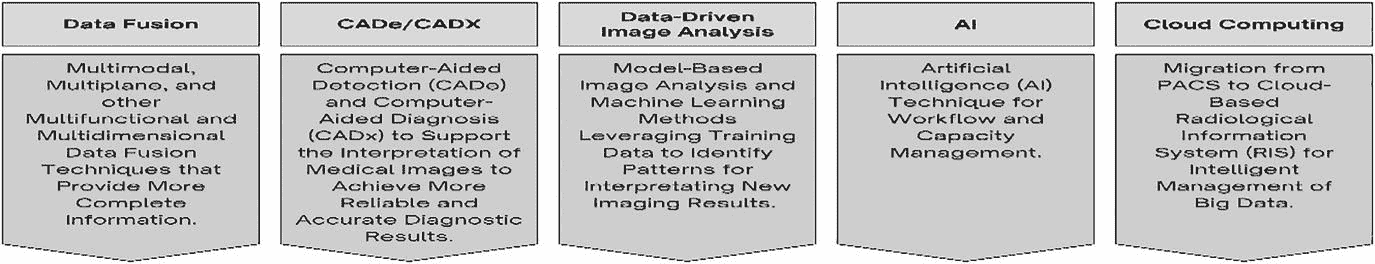 Data Fusion
Multimodal,
Multiplane, and
other
Multifunctional and
Multidimensional
Data Fusion
Techniques that
Provide More
Complete
Information.
CADe/CADX
Computer-Aided
Detection (CADe)
and Computer-
Aided Diagnosis
(CADx) to Support
the Interpretation of
Medical Images to
Achieve More
Reliable and
Accurate Diagnostic
Results.
Data-Driven
Image Analysis
Model-Based
Image Analysis and
Machine Learning
Methods
Leveraging Training
Data to Identify
Patterns for
Interpretating New
Imaging Results.
AI
Artificial
Intelligence (AI)
Technique for
Workflow and
Capacity
Management.
Cloud Computing
Migration from
PACS to Cloud-
Based
Radiological
Information
System (RIS) for
Intelligent
Management of
Big Data.